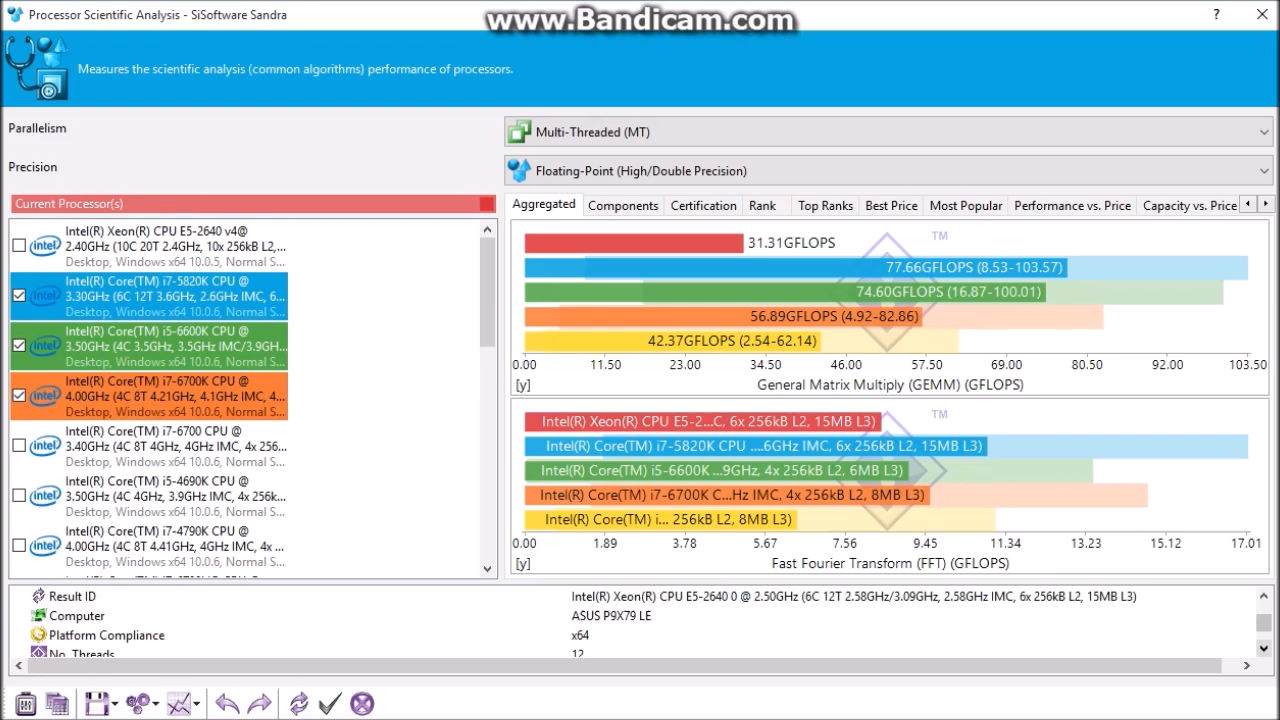 Processor Scientific Analysis - SiSoftware Sandra
www.Bandicam.com
?
Measures the scientific analysis (common algorithms) performance of processors.
Parallelism
Multi-Threaded (MT)
Precision
Floating-Point (High/Double Precision)
Current Processor(s)
Intel(R) Xeon(R) CPU E5-2640 v4@
2.40GHz (10C 20T 2.4GHz, 10x 256kB L2,...
Desktop, Windows x64 10.0.5, Normal S...
Intel(R) Core(TM) i7-5820K CPU @
3.30GHz (6C 12T 3.6GHz, 2.6GHz IMC, 6...
Desktop, Windows x64 10.0.6, Normal S...
Intel(R) Core(TM) i5-6600K CPU @
3.50GHz (4C 3.5GHz, 3.5GHz IMC/3.9GH...
Desktop, Windows x64 10.0.6, Normal S...
Intel(R) Core(TM) i7-6700K CPU @
4.00GHz (4C 8T 4.21GHz, 4.1GHz IMC, 4...
Desktop, Windows x64 10.0.6, Normal S...
Intel(R) Core(TM) i7-6700 CPU @
3.40GHz (4C 8T 4GHz, 4GHz IMC, 4x 256...
Desktop, Windows x64 10.0.6, Normal S...
Intel(R) Core(TM) i5-4690K CPU @
3.50GHz (4C 4GHz, 3.9GHz IMC, 4x 256k...
Desktop, Windows x64 10.0.6, Normal S...
Intel(R) Core(TM) i7-4790K CPU @
4.00GHz (4C 8T 4.41GHz, 4GHz IMC, 4x ...
Desktop, Windows x64 10.0.6, Normal S...
Aggregated Components Certification Rank Top Ranks Best Price Most Popular Performance vs. Price Capacity vs. Price
TM
31.31GFLOPS
77.66GFLOPS (8.53-103.57)
74.60GFLOPS (16.87-100.01)
56.89GFLOPS (4.92-82.86)
42.37GFLOPS (2.54-62.14)
0.00 11.50 23.00 34.50 46.00 57.50 69.00 80.50 92.00 103.50
[y] General Matrix Multiply (GEMM) (GFLOPS)
TM
Intel(R) Xeon(R) CPU E5-2...C, 6x 256kB L2, 15MB L3)
Intel(R) Core(TM) i7-5820K CPU ....6GHz IMC, 6x 256kB L2, 15MB L3)
Intel(R) Core(TM) i5-6600K ...9GHz, 4x 256kB L2, 6MB L3)
Intel(R) Core(TM) i7-6700K C...Hz IMC, 4x 256kB L2, 8MB L3)
Intel(R) Core(TM) i... 256kB L2, 8MB L3)
0.00 1.89 3.78 5.67 7.56 9.45 11.34 13.23 15.12 17.01
[y] Fast Fourier Transform (FFT) (GFLOPS)
Result ID Intel(R) Xeon(R) CPU E5-2640 0 @ 2.50GHz (6C 12T 2.58GHz/3.09GHz, 2.58GHz IMC, 6x 256kB L2, 15MB L3)
Computer ASUS P9X79 LE
Platform Compliance x64
No. Threads 12